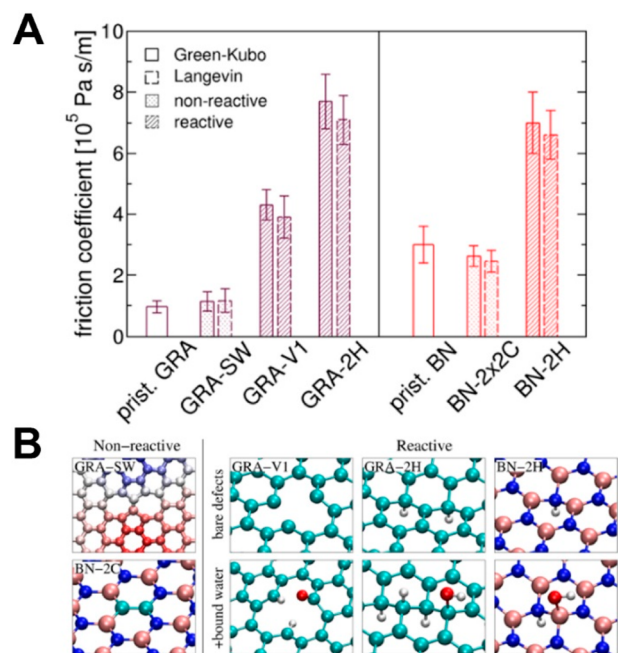 A
friction coefficient [10⁵ Pa s/m]
10
8
6
4
2
0
Green-Kubo
Langevin
non-reactive
reactive
prist. GRA
GRA-SW
GRA-V1
GRA-2H
prist. BN
BN-2x2C
BN-2H
B
Non-reactive
Reactive
GRA-SW
GRA-V1
GRA-2H
BN-2H
bare defects
BN-2C
+bound water